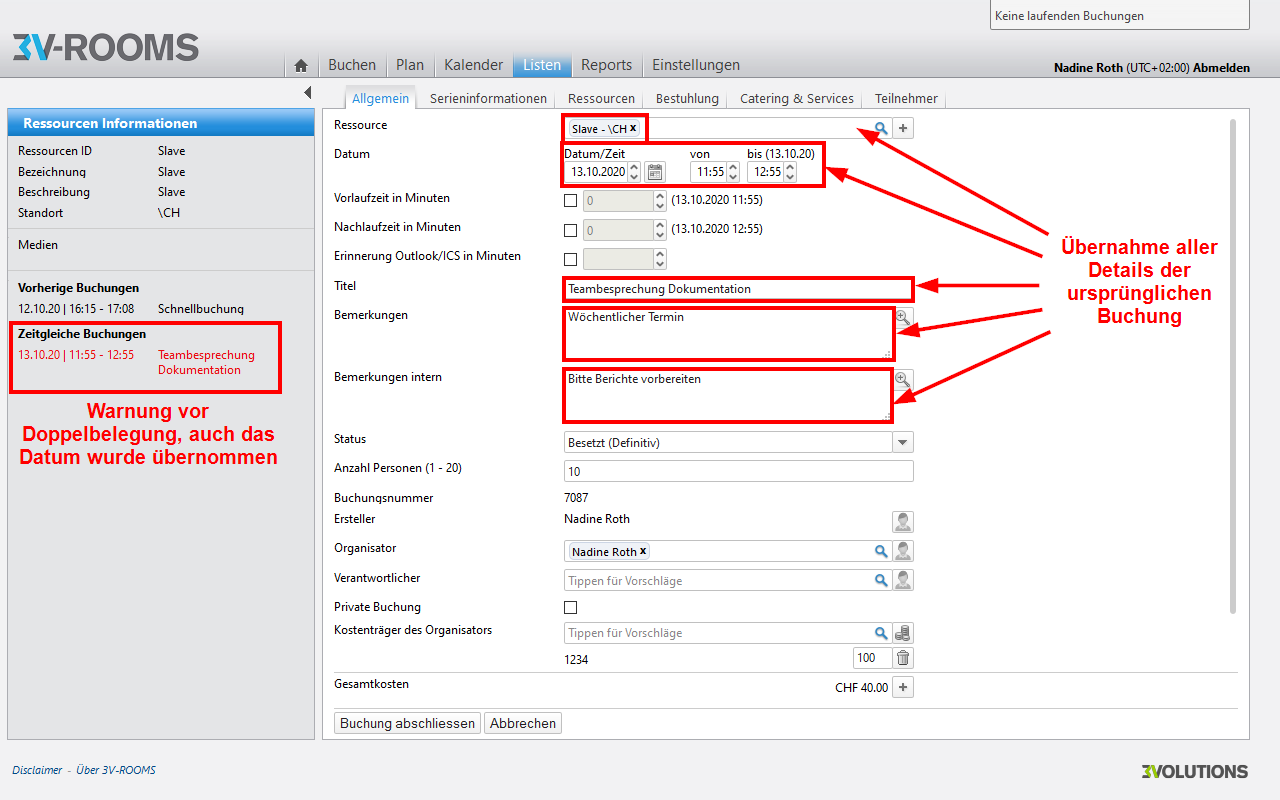 Keine laufenden Buchungen
3V-ROOMS
Buchen Plan Kalender Listen Reports Einstellungen
Nadine Roth (UTC+02:00) Abmelden
Ressourcen Informationen
Ressourcen ID Slave
Bezeichnung Slave
Beschreibung Slave
Standort \CH
Medien
Vorherige Buchungen
12.10.20 | 16:15 - 17:08 Schnellbuchung
Zeitgleiche Buchungen
13.10.20 | 11:55 - 12:55 Teambesprechung
Dokumentation
Warnung vor
Doppelbelegung, auch das
Datum wurde übernommen
Allgemein Serieninformationen Ressourcen Bestuhlung Catering & Services Teilnehmer
Ressource Slave - \CH x
Datum Datum/Zeit von bis (13.10.20)
13.10.2020 11:55 12:55
Vorlaufzeit in Minuten 0 (13.10.2020 11:55)
Nachlaufzeit in Minuten 0 (13.10.2020 12:55)
Erinnerung Outlook/ICS in Minuten
Titel Teambesprechung Dokumentation
Bemerkungen Wöchentlicher Termin
Bemerkungen intern Bitte Berichte vorbereiten
Status Besetzt (Definitiv)
Anzahl Personen (1 - 20) 10
Buchungsnummer 7087
Ersteller Nadine Roth
Organisator Nadine Roth x
Verantwortlicher Tippen für Vorschläge
Private Buchung
Kostenträger des Organisators Tippen für Vorschläge
1234 100
Gesamtkosten CHF 40.00
Buchung abschliessen Abbrechen
Übernahme aller
Details der
ursprünglichen
Buchung
Disclaimer - Über 3V-ROOMS
3VOLUTIONS